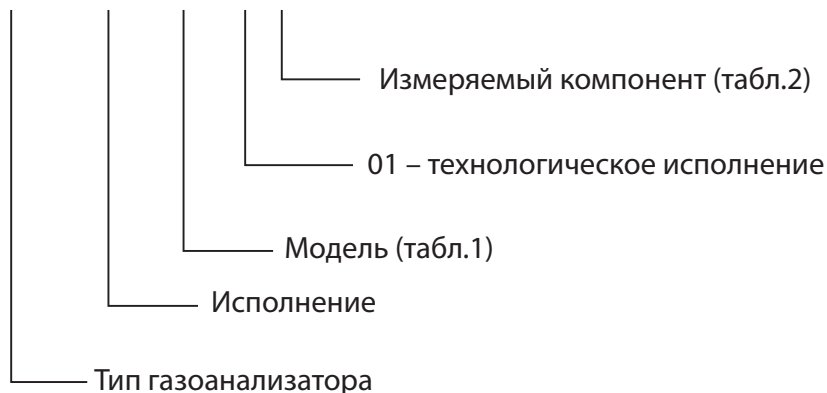 Измеряемый компонент (табл.2)
01 – технологическое исполнение
Модель (табл.1)
Исполнение
Тип газоанализатора